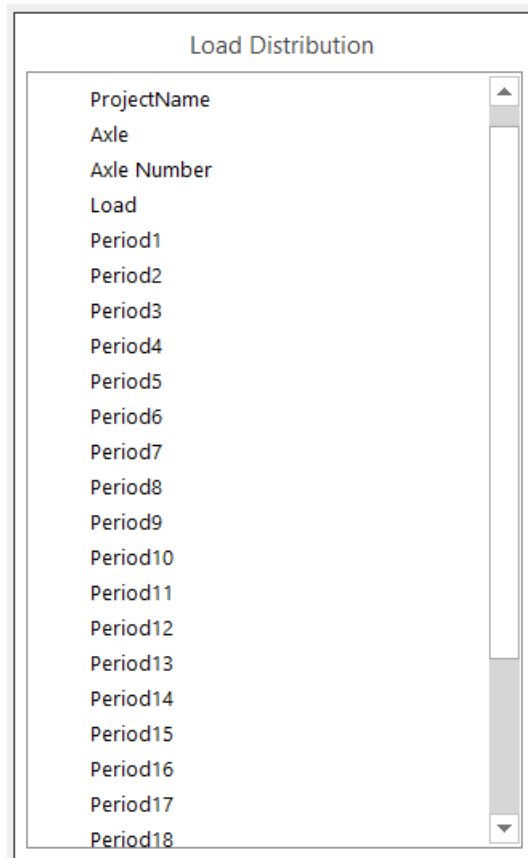 Load Distribution
ProjectName
Axle
Axle Number
Load
Period1
Period2
Period3
Period4
Period5
Period6
Period7
Period8
Period9
Period10
Period11
Period12
Period13
Period14
Period15
Period16
Period17
Period18